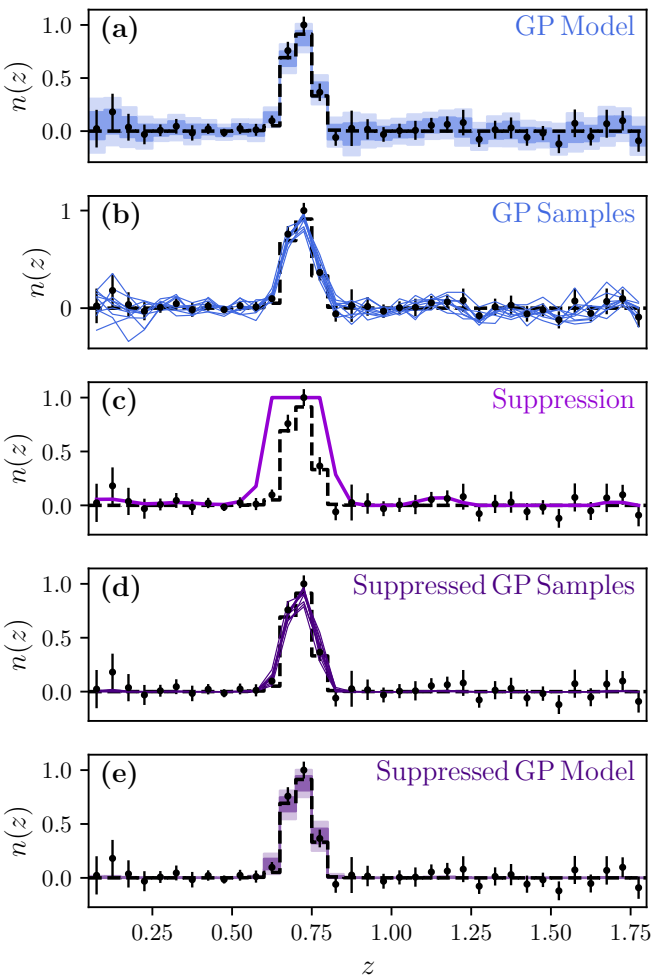 (a) GP Model
1.0
0.5
0.0
n(z)
(b) GP Samples
1
0
n(z)
(c) Suppression
1.0
0.5
0.0
n(z)
(d) Suppressed GP Samples
1.0
0.5
0.0
n(z)
(e) Suppressed GP Model
1.0
0.5
0.0
n(z)
0.25 0.50 0.75 1.00 1.25 1.50 1.75
z